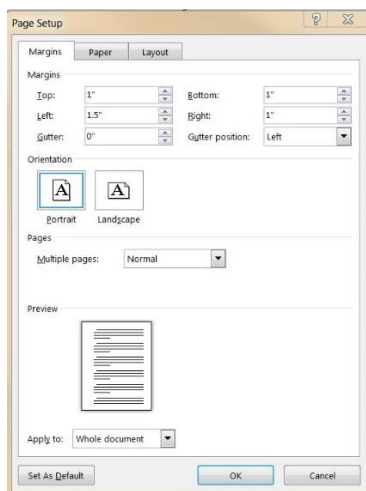 Page Setup
Margins Paper Layout
Margins
Top: 1" Bottom: 1"
Left: 1.5" Right: 1"
Gutter: 0" Gutter position: Left
Orientation
A A
Portrait Landscape
Pages
Multiple pages: Normal
Preview
Apply to: Whole document
Set As Default OK Cancel